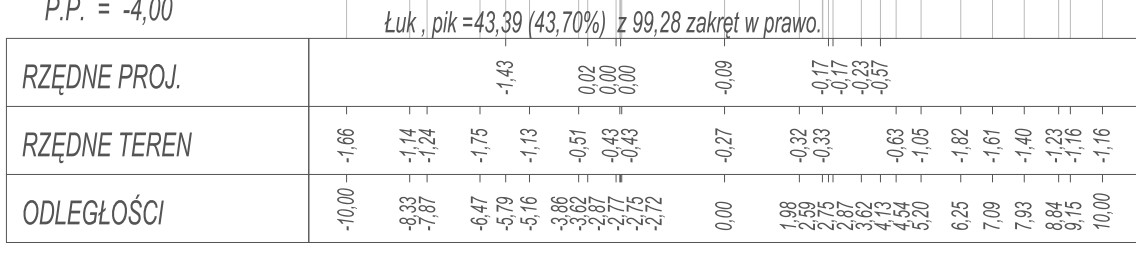 P.P. = -4,00
Łuk , pik =43,39 (43,70%) z 99,28 zakręt w prawo.
RZĘDNE PROJ. -1,43 0,02 0,00 0,00 -0,09 -0,17 -0,17 -0,23 -0,57
RZĘDNE TEREN -1,66 -1,14 -1,24 -1,75 -1,13 -0,51 -0,43 -0,43 -0,27 -0,32 -0,33 -0,63 -1,05 -1,82 -1,61 -1,40 -1,23 -1,16 -1,16
ODLEGŁOŚCI -10,00 -8,33 -7,87 -6,47 -5,79 -5,16 -3,86 -3,62 -2,87 -2,77 -2,75 -2,72 0,00 1,98 2,59 2,75 2,87 3,62 4,13 4,54 5,20 6,25 7,09 7,93 8,84 9,15 10,00